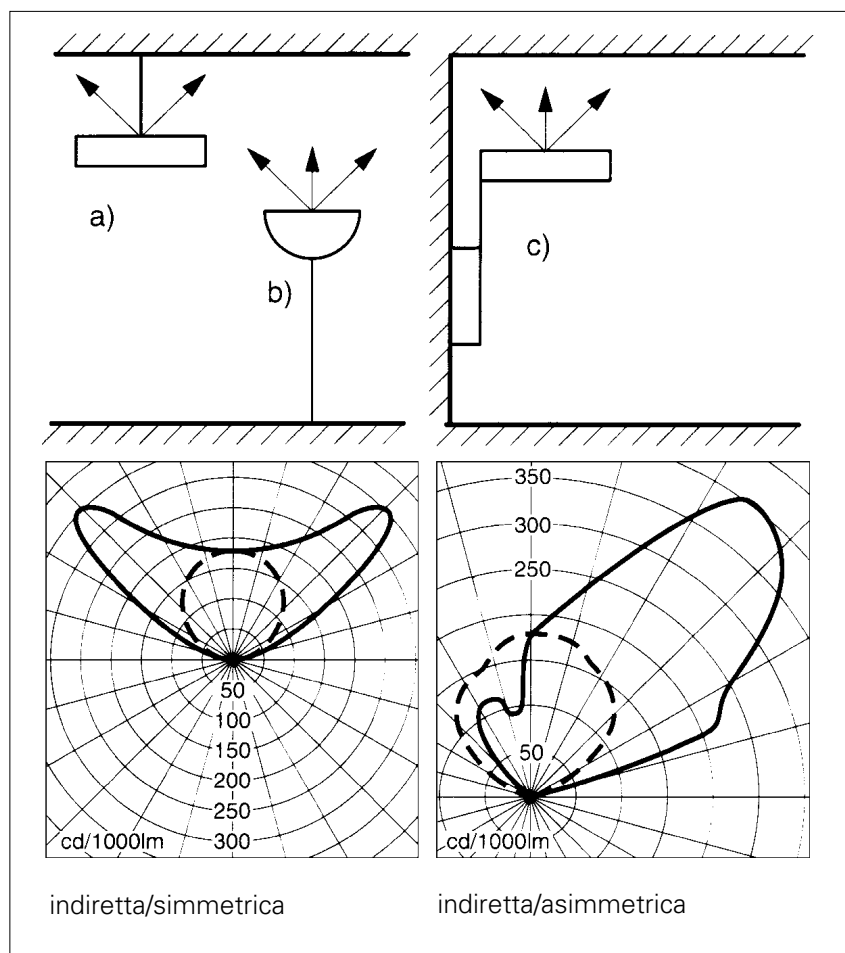 a)
b)
c)
50
100
150
200
250
300
cd/1000lm
350
300
250
50
cd/1000lm
indiretta/simmetrica
indiretta/asimmetrica